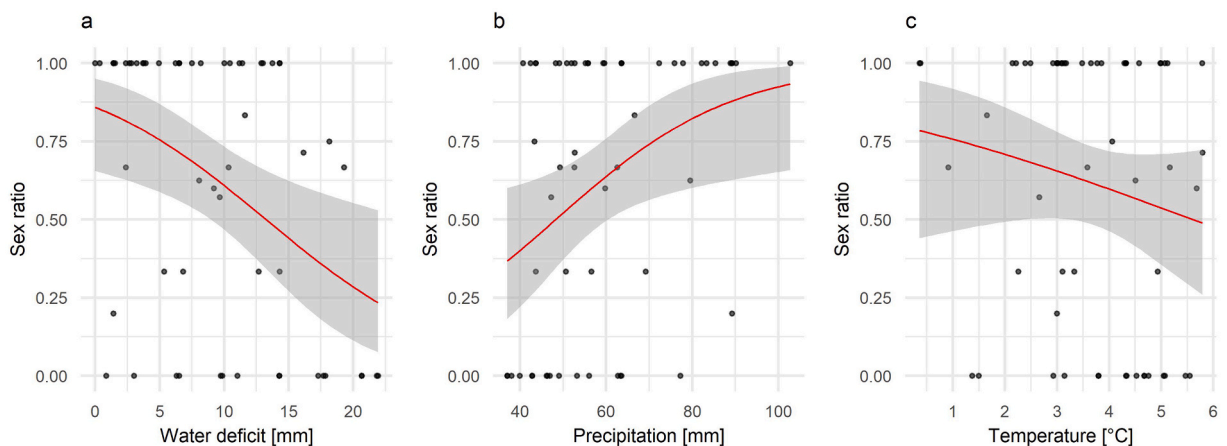 a
Sex ratio
1.00
0.75
0.50
0.25
0.00
0 5 10 15 20
Water deficit [mm]
b
Sex ratio
1.00
0.75
0.50
0.25
0.00
40 60 80 100
Precipitation [mm]
c
Sex ratio
1.00
0.75
0.50
0.25
0.00
1 2 3 4 5 6
Temperature [°C]